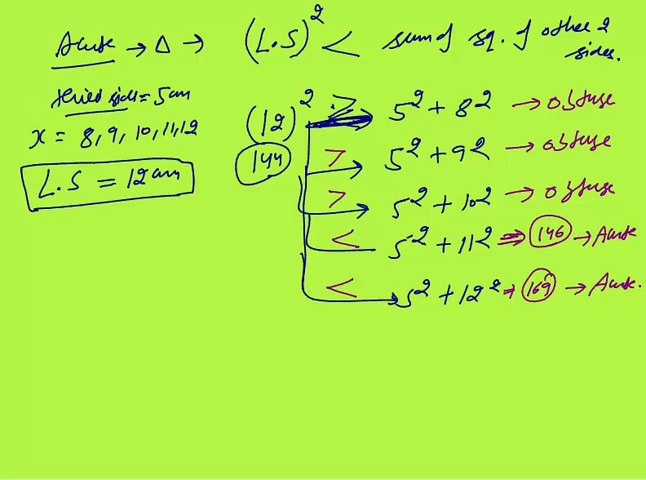 Acute → Δ → (L.S)² < sum of sq. of other 2 sides.
third side = 5 cm
x = 8, 9, 10, 11, 12
L.S = 12 cm
(12)² > 5² + 8² → obtuse
144
> 5² + 9² → obtuse
> 5² + 10² → obtuse
< 5² + 11² ⇒ 146 → Acute
< 5² + 12² ⇒ 169 → Acute.